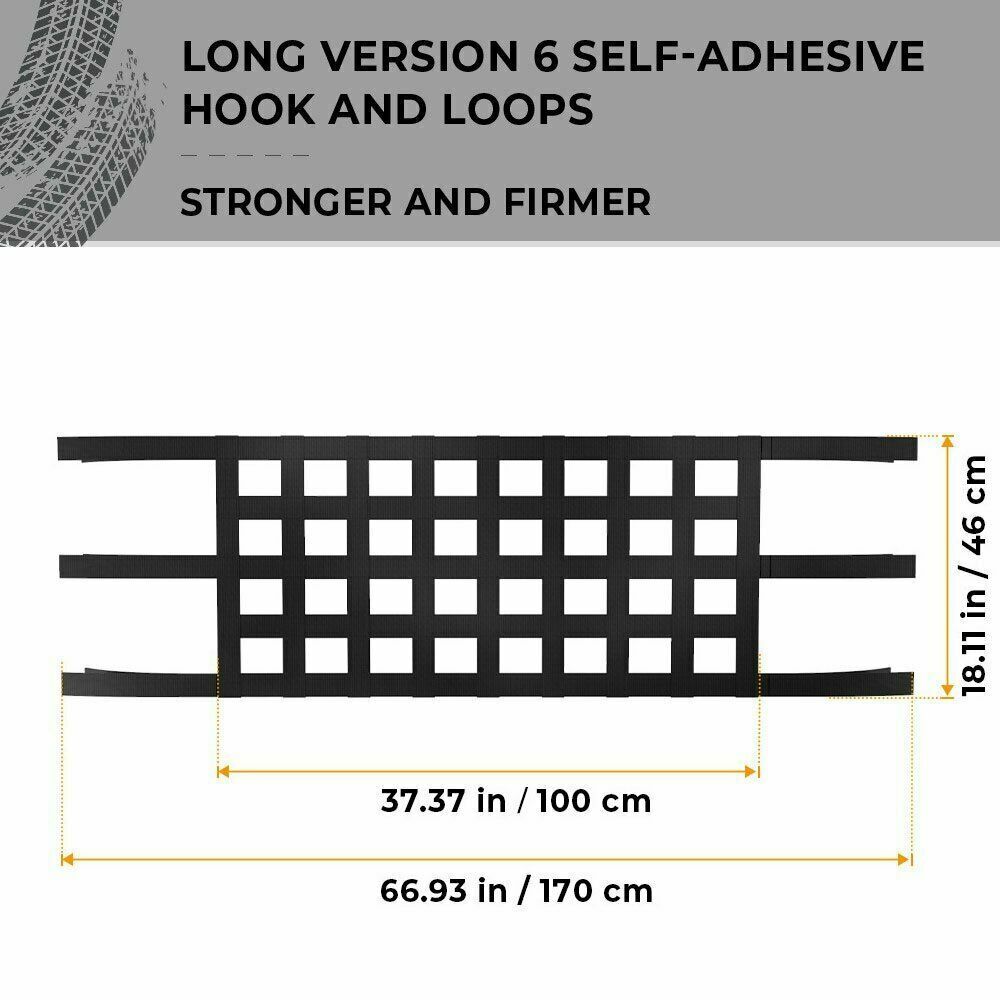 LONG VERSION 6 SELF-ADHESIVE
HOOK AND LOOPS
STRONGER AND FIRMER
18.11 in / 46 cm
37.37 in / 100 cm
66.93 in / 170 cm